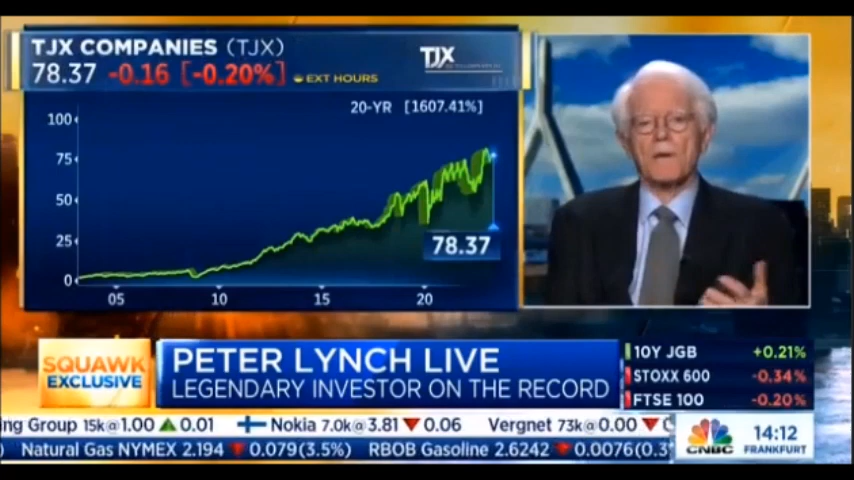 TJX COMPANIES (TJX)
78.37 -0.16 [-0.20%] EXT HOURS
TJX
20-YR [1607.41%]
100
75
50
25
0
78.37
05 10 15 20
SQUAWK
EXCLUSIVE
PETER LYNCH LIVE
LEGENDARY INVESTOR ON THE RECORD
10Y JGB +0.21%
STOXX 600 -0.34%
FTSE 100 -0.20%
ing Group 15k@1.00 ▲ 0.01 Nokia 7.0k@3.81 ▼ 0.06 Vergnet 73k@0.00 ▼
Natural Gas NYMEX 2.194 ▼ 0.079(3.5%) RBOB Gasoline 2.6242 ▼ 0.0076(0.3
CNBC
14:12
FRANKFURT